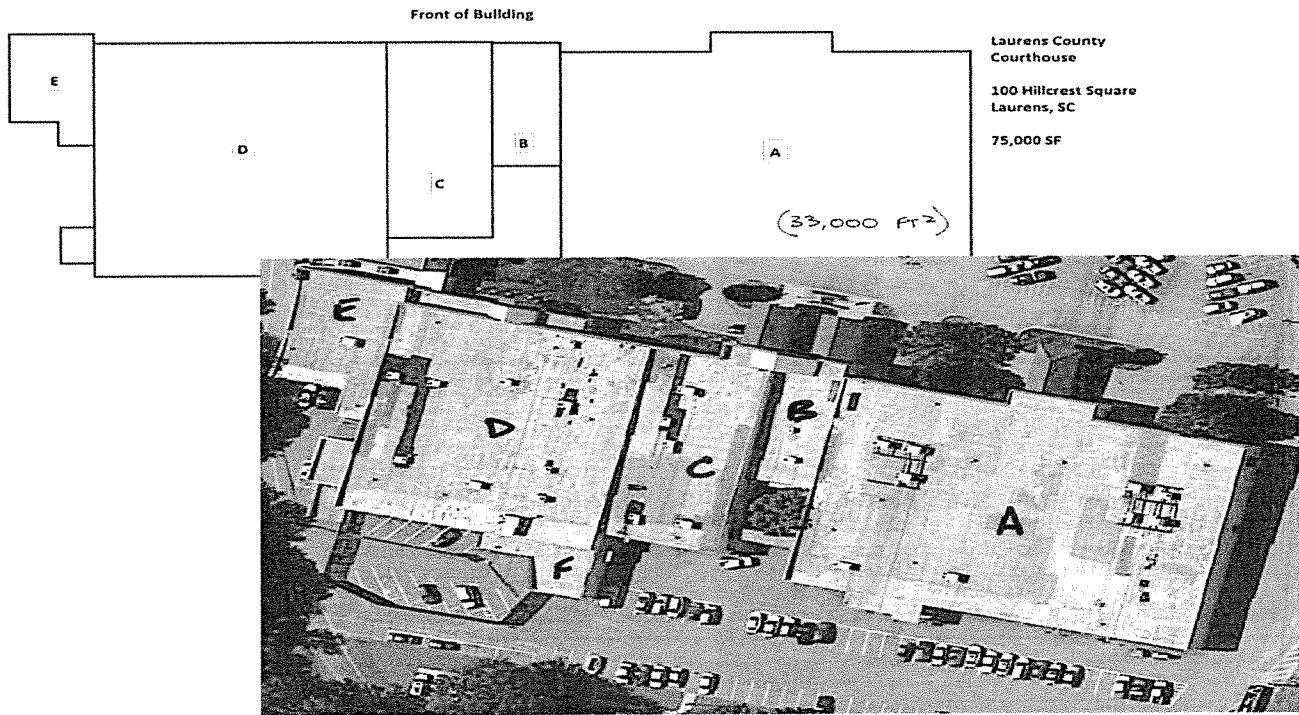 Front of Building
Laurens County
Courthouse
100 Hillcrest Square
Laurens, SC
75,000 SF
E
D
C
B
A
(33,000 FT²)
E
D
C
B
A
F